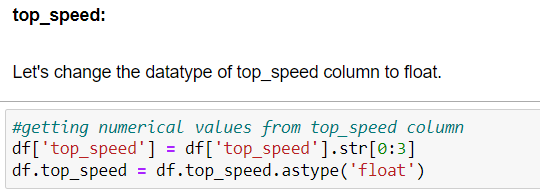 top_speed:
Let's change the datatype of top_speed column to float.
#getting numerical values from top_speed column
df['top_speed'] = df['top_speed'].str[0:3]
df.top_speed = df.top_speed.astype('float')